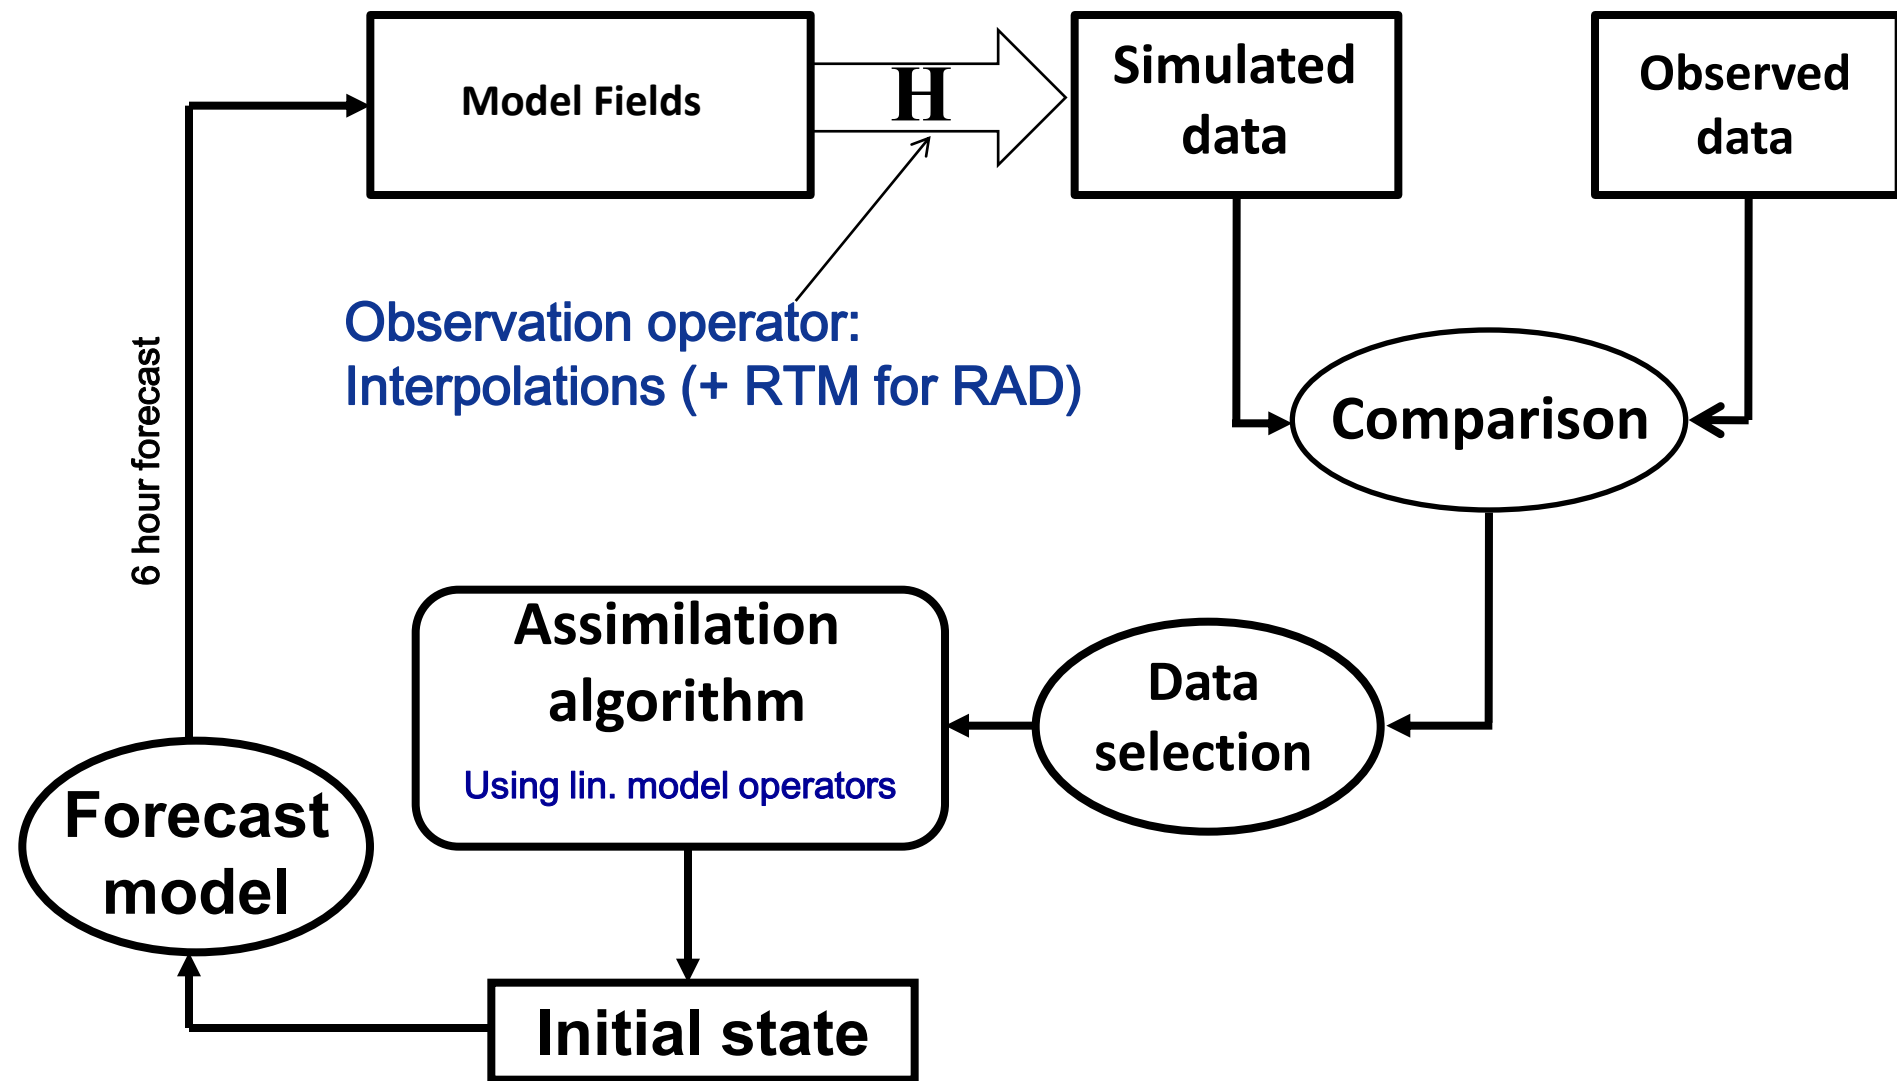 Model Fields
H
Simulated
data
Observed
data
Observation operator:
Interpolations (+ RTM for RAD)
6 hour forecast
Comparison
Assimilation
algorithm
Using lin. model operators
Data
selection
Forecast
model
Initial state